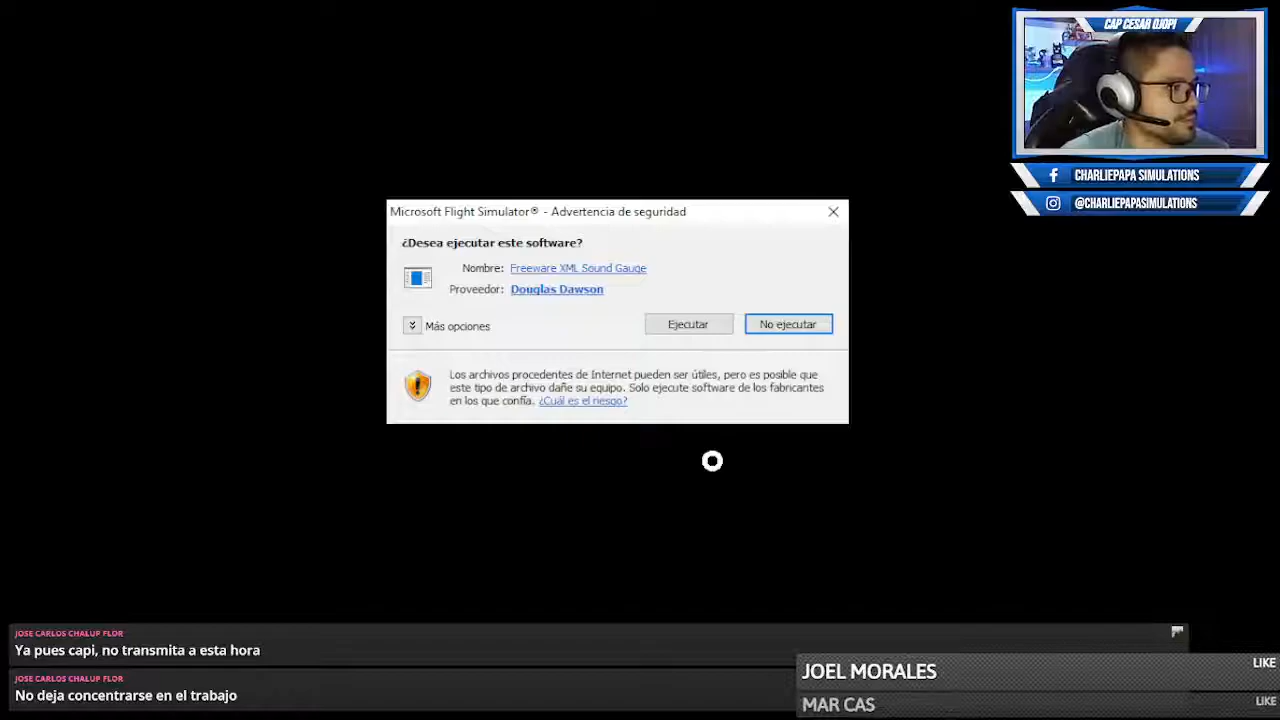 CAP CESAR OJOPI
CHARLIEPAPA SIMULATIONS
@CHARLIEPAPASIMULATIONS
Microsoft Flight Simulator® - Advertencia de seguridad
¿Desea ejecutar este software?
Nombre: Freeware XML Sound Gauge
Proveedor: Douglas Dawson
Más opciones
Ejecutar
No ejecutar
Los archivos procedentes de Internet pueden ser útiles, pero es posible que
este tipo de archivo dañe su equipo. Solo ejecute software de los fabricantes
en los que confía. ¿Cuál es el riesgo?
JOSE CARLOS CHALUP FLOR
Ya pues capi, no transmita a esta hora
JOSE CARLOS CHALUP FLOR
No deja concentrarse en el trabajo
JOEL MORALES LIKE
MAR CAS LIKE